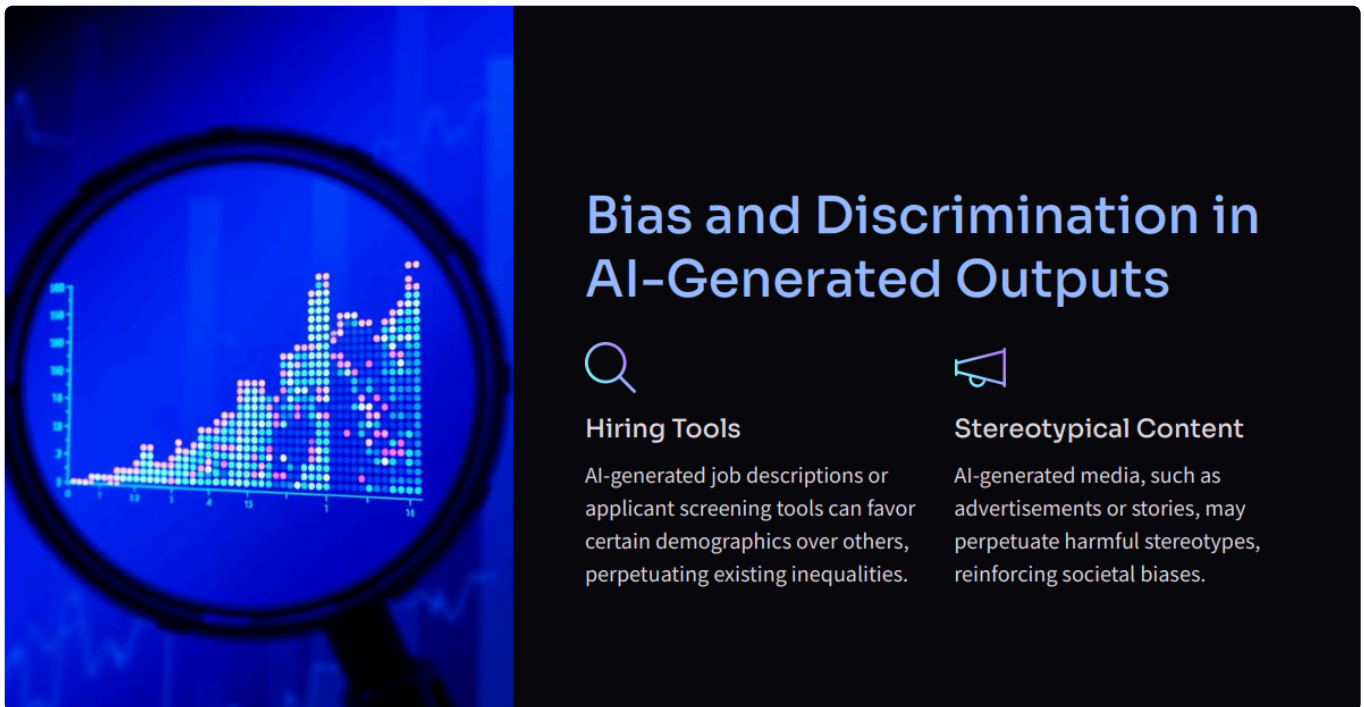 Bias and Discrimination in
AI-Generated Outputs
Hiring Tools
AI-generated job descriptions or
applicant screening tools can favor
certain demographics over others,
perpetuating existing inequalities.
Stereotypical Content
AI-generated media, such as
advertisements or stories, may
perpetuate harmful stereotypes,
reinforcing societal biases.